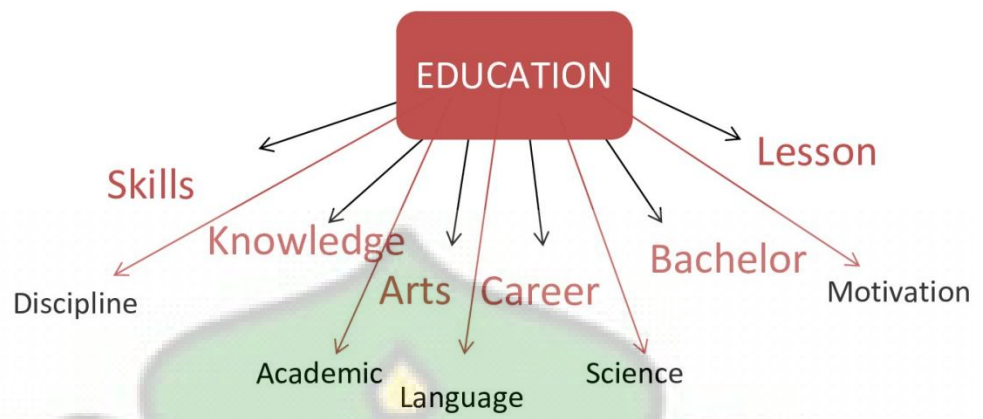 EDUCATION
Lesson
Skills
Knowledge
Bachelor
Arts
Career
Discipline
Motivation
Academic
Science
Language